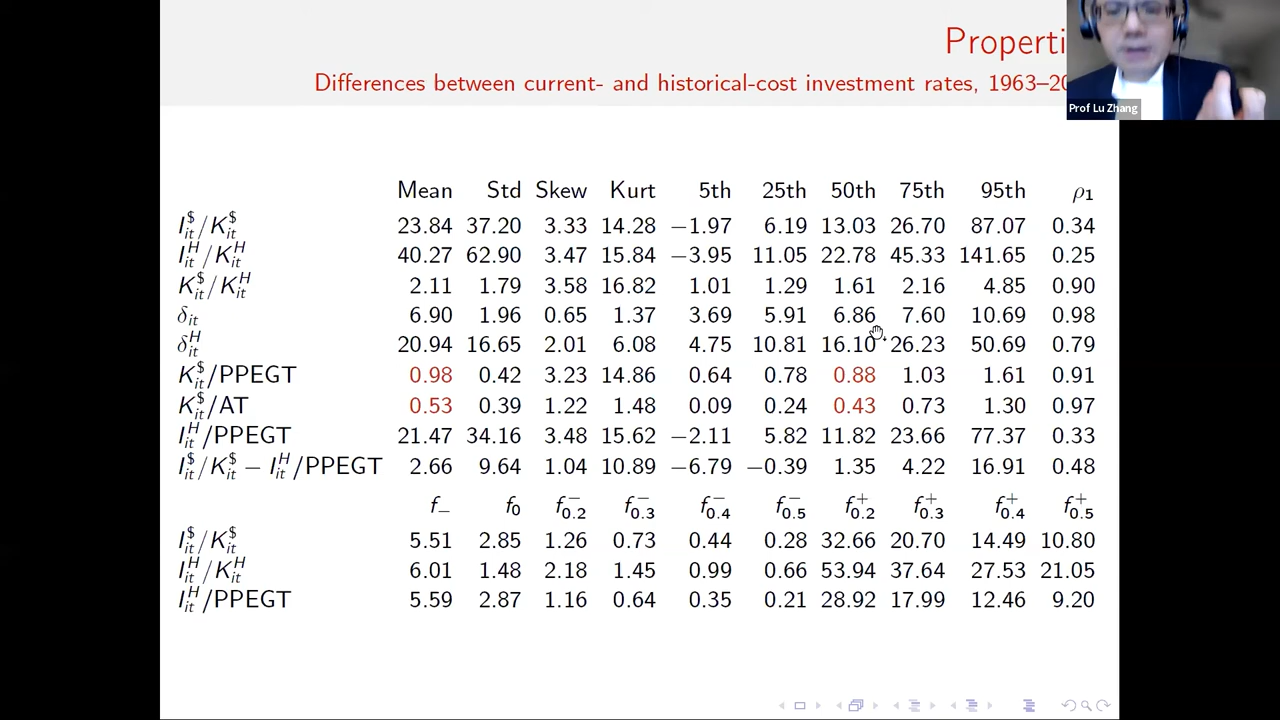 Properti
Differences between current- and historical-cost investment rates, 1963–20
Prof Lu Zhang
Mean Std Skew Kurt 5th 25th 50th 75th 95th ρ₁
I$it/K$it 23.84 37.20 3.33 14.28 −1.97 6.19 13.03 26.70 87.07 0.34
IHit/KHit 40.27 62.90 3.47 15.84 −3.95 11.05 22.78 45.33 141.65 0.25
K$it/KHit 2.11 1.79 3.58 16.82 1.01 1.29 1.61 2.16 4.85 0.90
δit 6.90 1.96 0.65 1.37 3.69 5.91 6.86 7.60 10.69 0.98
δHit 20.94 16.65 2.01 6.08 4.75 10.81 16.10 26.23 50.69 0.79
K$it/PPEGT 0.98 0.42 3.23 14.86 0.64 0.78 0.88 1.03 1.61 0.91
K$it/AT 0.53 0.39 1.22 1.48 0.09 0.24 0.43 0.73 1.30 0.97
IHit/PPEGT 21.47 34.16 3.48 15.62 −2.11 5.82 11.82 23.66 77.37 0.33
I$it/K$it − IHit/PPEGT 2.66 9.64 1.04 10.89 −6.79 −0.39 1.35 4.22 16.91 0.48
f− f0 f−0.2 f−0.3 f−0.4 f−0.5 f+0.2 f+0.3 f+0.4 f+0.5
I$it/K$it 5.51 2.85 1.26 0.73 0.44 0.28 32.66 20.70 14.49 10.80
IHit/KHit 6.01 1.48 2.18 1.45 0.99 0.66 53.94 37.64 27.53 21.05
IHit/PPEGT 5.59 2.87 1.16 0.64 0.35 0.21 28.92 17.99 12.46 9.20